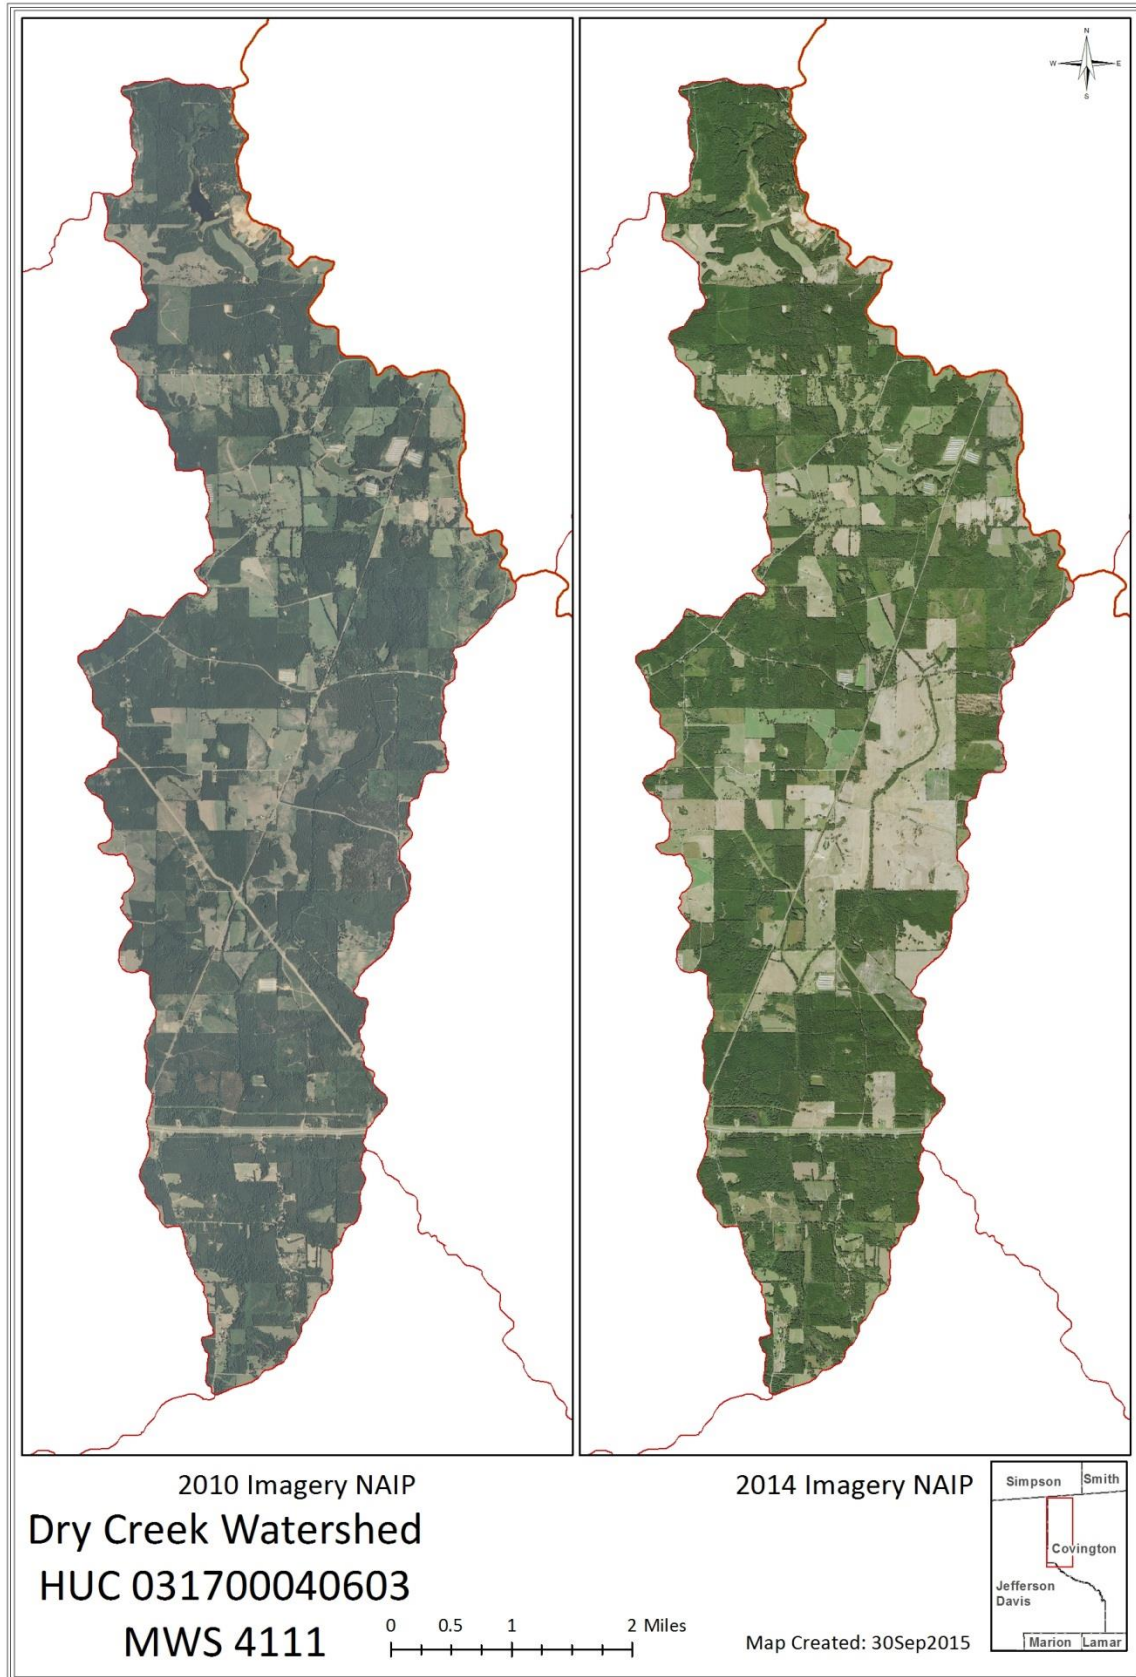 N
W E
S
2010 Imagery NAIP
2014 Imagery NAIP
Dry Creek Watershed
HUC 031700040603
MWS 4111
0 0.5 1 2 Miles
Map Created: 30Sep2015
Simpson
Smith
Covington
Jefferson
Davis
Marion
Lamar